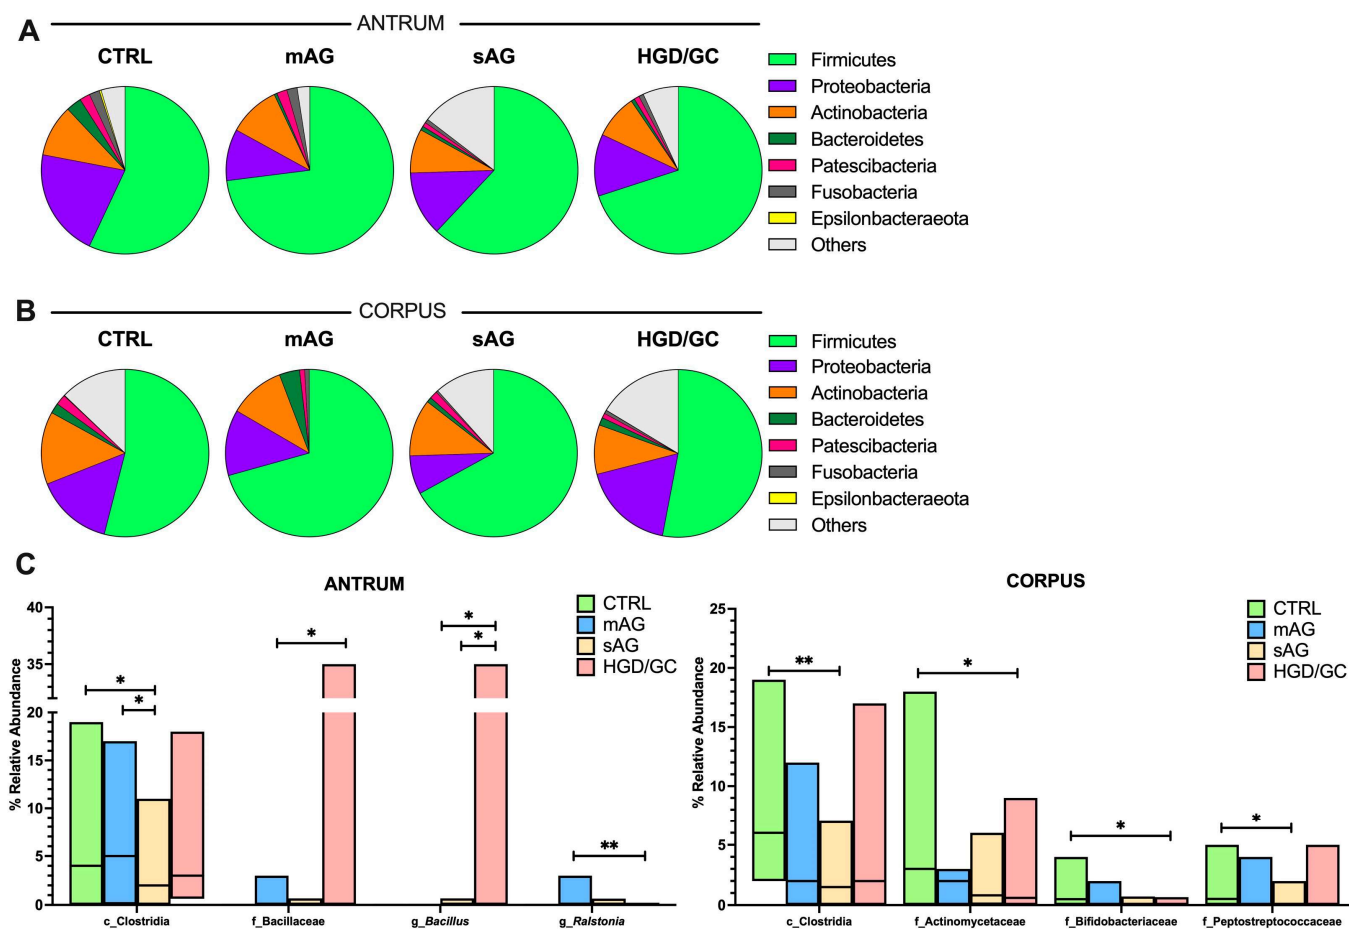 A
ANTRUM
CTRL
mAG
sAG
HGD/GC
Firmicutes
Proteobacteria
Actinobacteria
Bacteroidetes
Patescibacteria
Fusobacteria
Epsilonbacteraeota
Others
B
CORPUS
CTRL
mAG
sAG
HGD/GC
Firmicutes
Proteobacteria
Actinobacteria
Bacteroidetes
Patescibacteria
Fusobacteria
Epsilonbacteraeota
Others
C
ANTRUM
% Relative Abundance
40
35
20
15
10
5
0
*
*
*
*
*
**
CTRL
mAG
sAG
HGD/GC
c_Clostridia
f_Bacillaceae
g_Bacillus
g_Ralstonia
CORPUS
% Relative Abundance
25
20
15
10
5
0
**
*
*
*
CTRL
mAG
sAG
HGD/GC
c_Clostridia
f_Actinomycetaceae
f_Bifidobacteriaceae
f_Peptostreptococcaceae